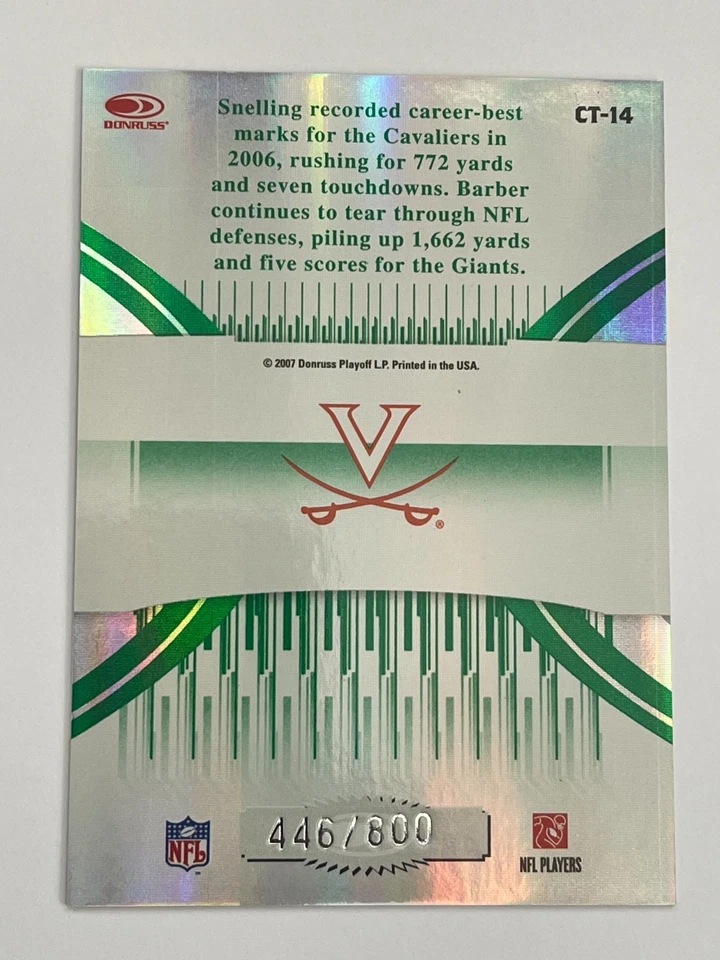 DONRUSS
CT-14
Snelling recorded career-best
marks for the Cavaliers in
2006, rushing for 772 yards
and seven touchdowns. Barber
continues to tear through NFL
defenses, piling up 1,662 yards
and five scores for the Giants.
© 2007 Donruss Playoff L.P. Printed in the USA.
V
®
NFL
446/800
NFL PLAYERS